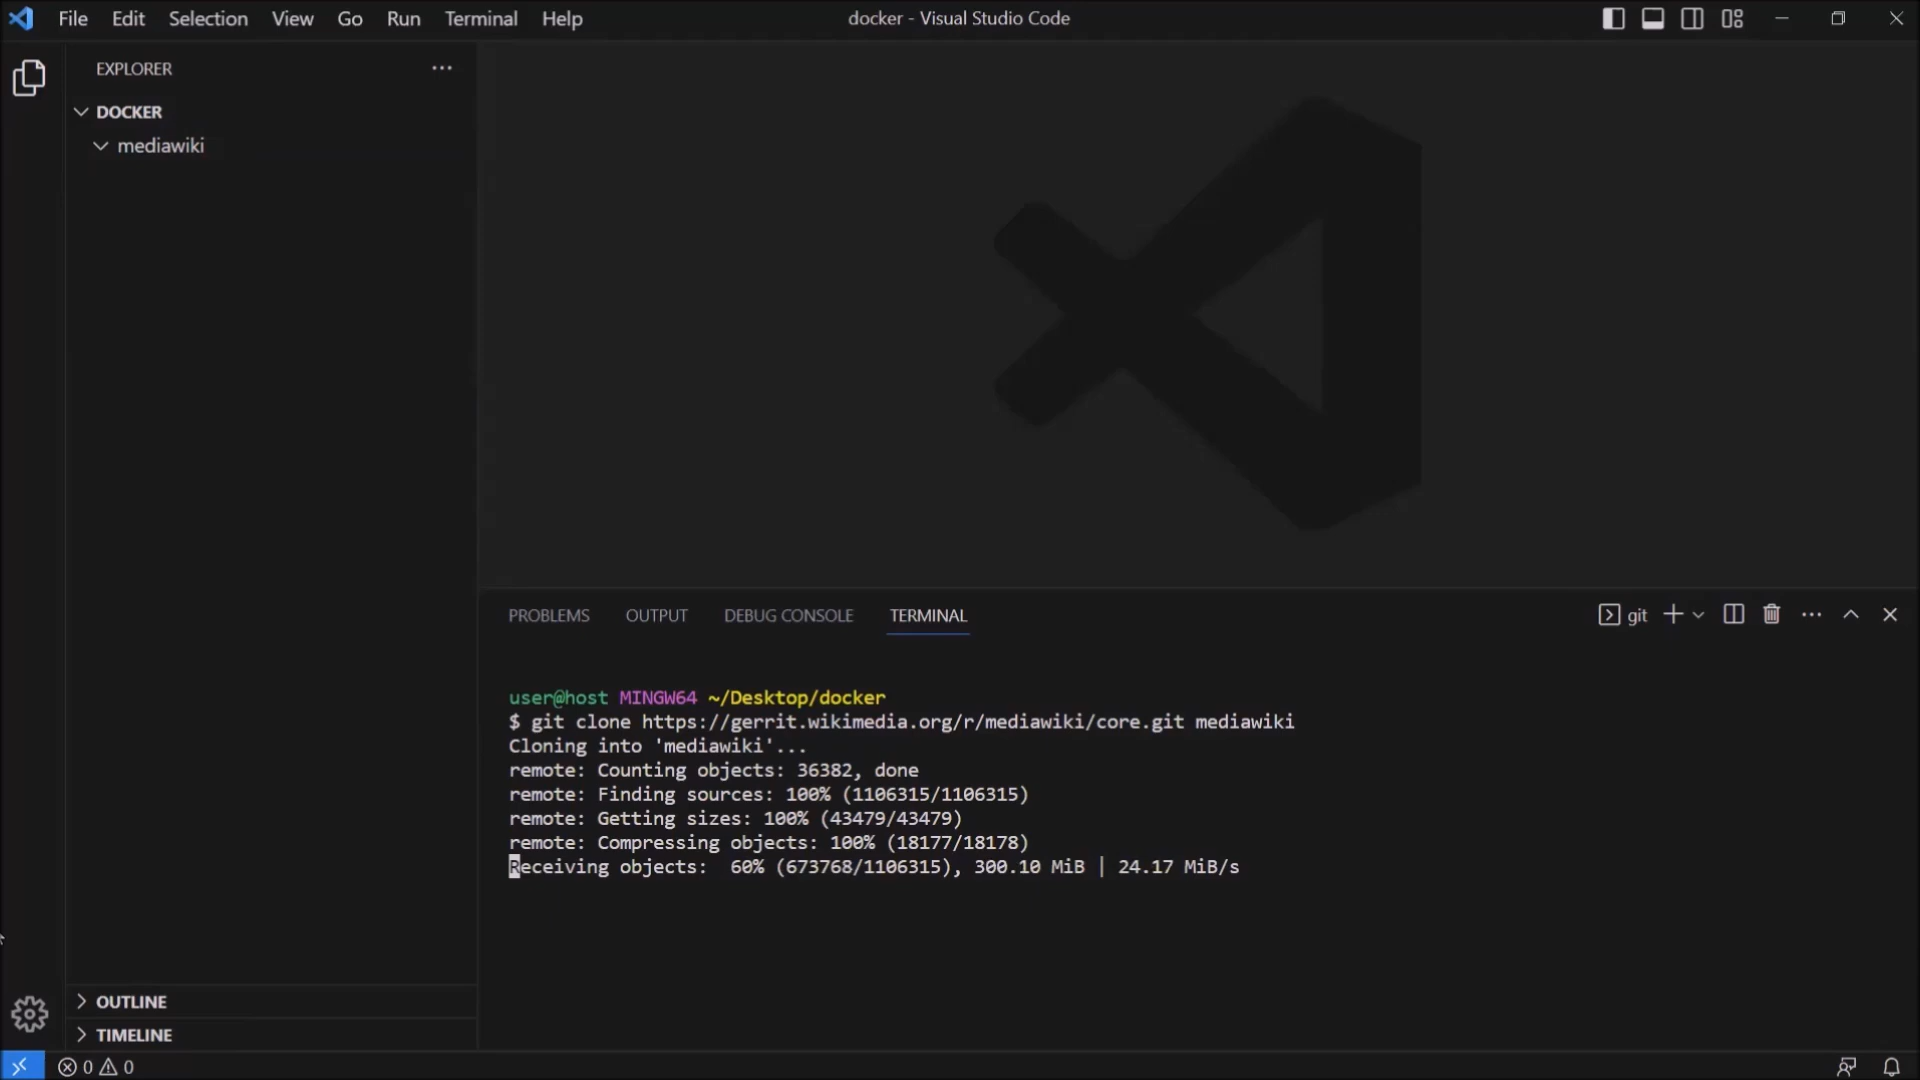 File Edit Selection View Go Run Terminal Help
docker - Visual Studio Code
EXPLORER
DOCKER
mediawiki
OUTLINE
TIMELINE
PROBLEMS OUTPUT DEBUG CONSOLE TERMINAL
git
user@host MINGW64 ~/Desktop/docker
$ git clone https://gerrit.wikimedia.org/r/mediawiki/core.git mediawiki
Cloning into 'mediawiki'...
remote: Counting objects: 36382, done
remote: Finding sources: 100% (1106315/1106315)
remote: Getting sizes: 100% (43479/43479)
remote: Compressing objects: 100% (18177/18178)
Receiving objects:  60% (673768/1106315), 300.10 MiB | 24.17 MiB/s
0 0